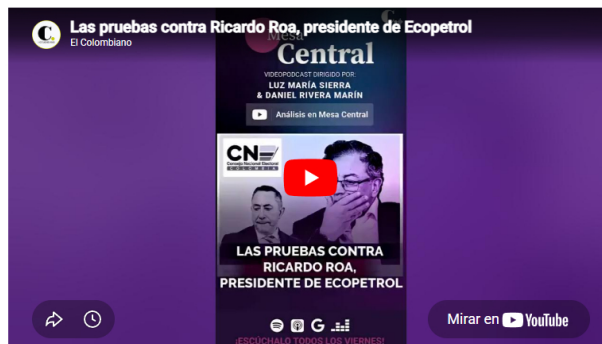 Las pruebas contra Ricardo Roa, presidente de Ecopetrol
El Colombiano
Mesa
Central
VIDEOPODCAST DIRIGIDO POR:
LUZ MARÍA SIERRA
& DANIEL RIVERA MARÍN
Análisis en Mesa Central
CNE
Consejo Nacional Electoral
COLOMBIA
LAS PRUEBAS CONTRA
RICARDO ROA,
PRESIDENTE DE ECOPETROL
¡ESCÚCHALO TODOS LOS VIERNES!
Mirar en YouTube